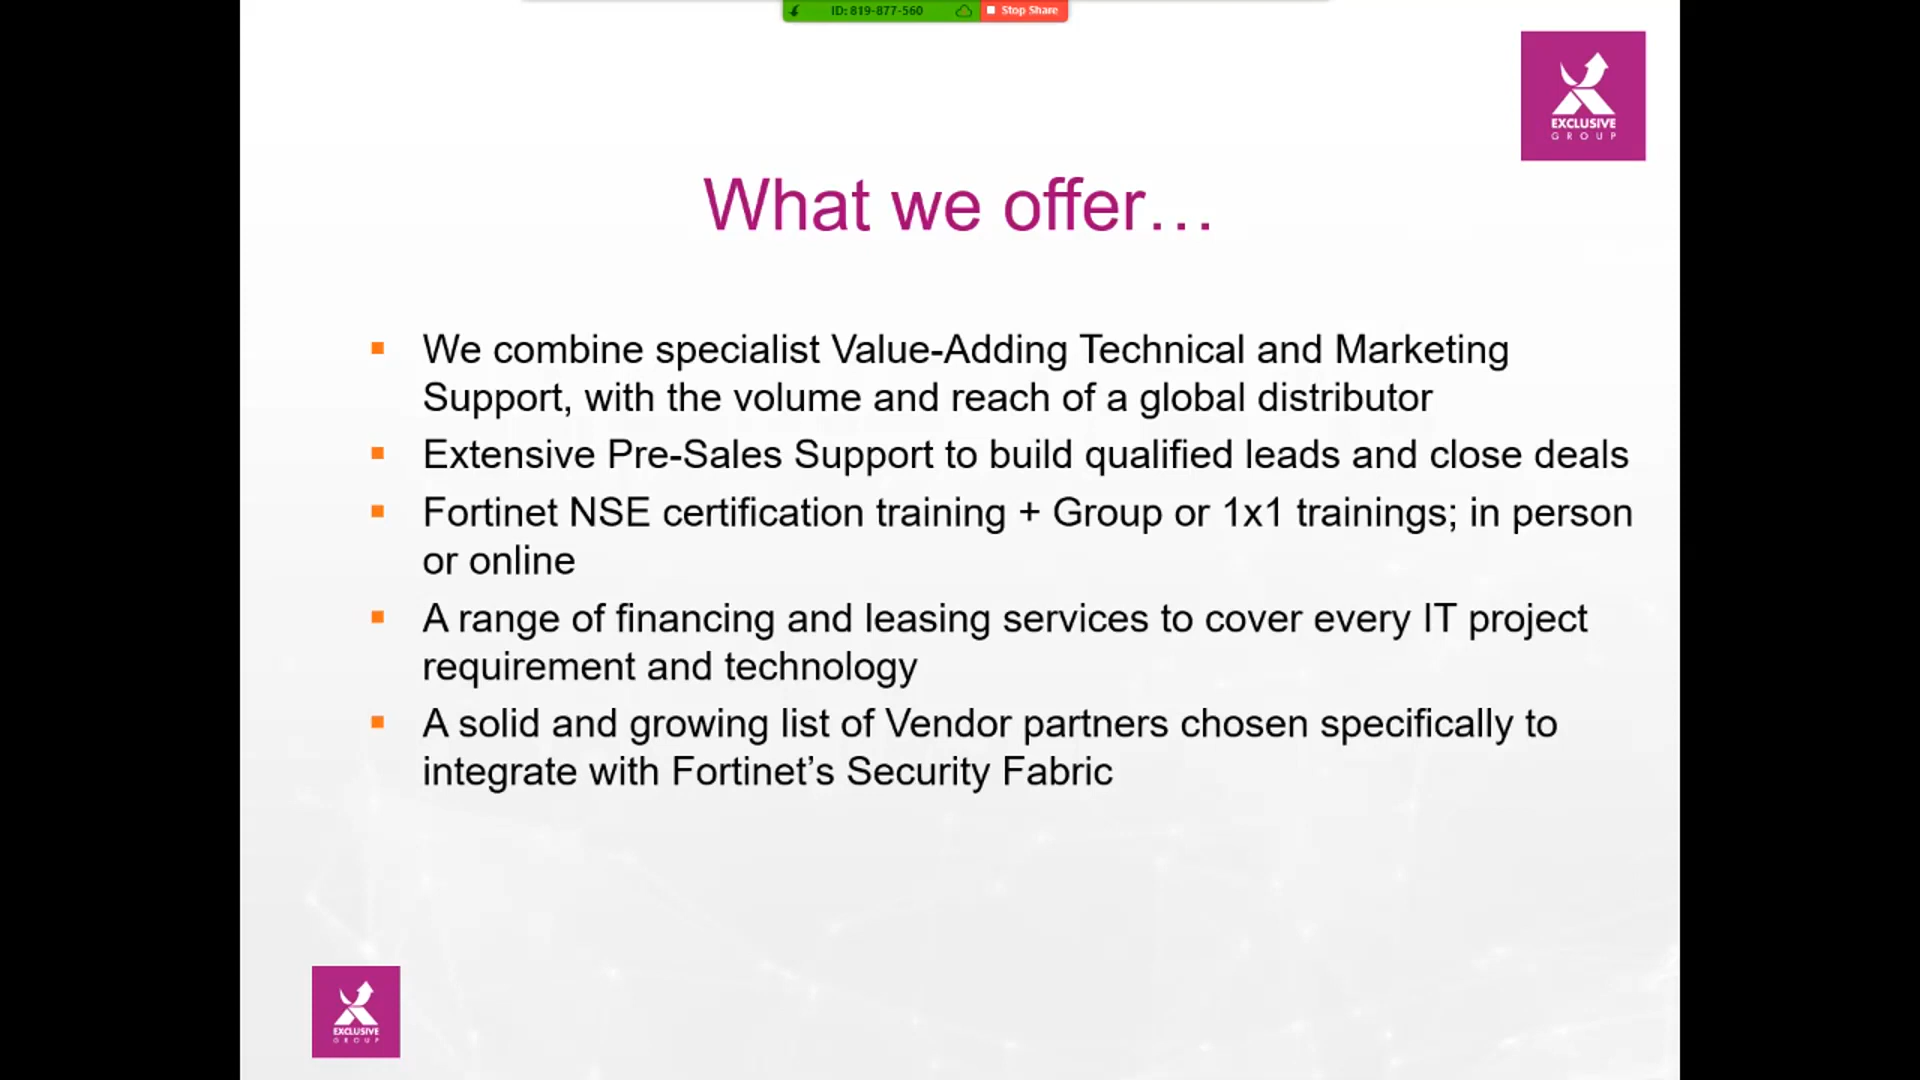 ID: 819-877-560
Stop Share
EXCLUSIVE
GROUP
What we offer…
We combine specialist Value-Adding Technical and Marketing
Support, with the volume and reach of a global distributor
Extensive Pre-Sales Support to build qualified leads and close deals
Fortinet NSE certification training + Group or 1x1 trainings; in person
or online
A range of financing and leasing services to cover every IT project
requirement and technology
A solid and growing list of Vendor partners chosen specifically to
integrate with Fortinet’s Security Fabric
EXCLUSIVE
GROUP